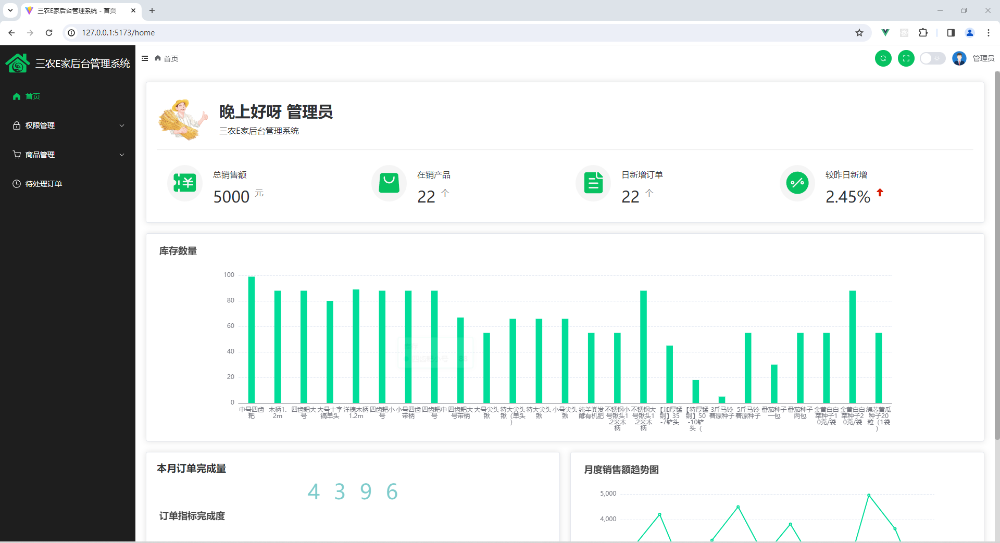 三农E家后台管理系统 - 首页
127.0.0.1:5173/home
三农E家后台管理系统
首页
管理员
首页
权限管理
商品管理
待处理订单
晚上好呀 管理员
三农E家后台管理系统
总销售额
5000 元
在销产品
22 个
日新增订单
22 个
较昨日新增
2.45%
库存数量
100
80
60
40
20
0
四齿耙小号 88
中号四齿
耙
木柄1.
2m
四齿耙大
号
大号十字
镐单头
洋槐木柄
1.2m
四齿耙小
号
小号四齿
带柄
四齿耙中
号
四齿耙大
号带柄
大号尖头
锹
特大尖头
锹（单头
）
特大尖头
锹
小号尖头
锹
纯羊粪发
酵有机肥
不锈钢小
号锹头1
.2米木
柄
不锈钢大
号锹头1
.2米木
柄
【加厚锰
钢】35
-7铲头
【特厚锰
钢】50
-10铲
头（
3斤马铃
薯原种子
5斤马铃
薯原种子
番茄种子
一包
番茄种子
两包
金黄白白
菜种子1
0克/袋
金黄白白
菜种子2
0克/袋
绿芯黄瓜
种子20
粒（1袋
）
本月订单完成量
4 3 9 6
订单指标完成度
月度销售额趋势图
5,000
4,000